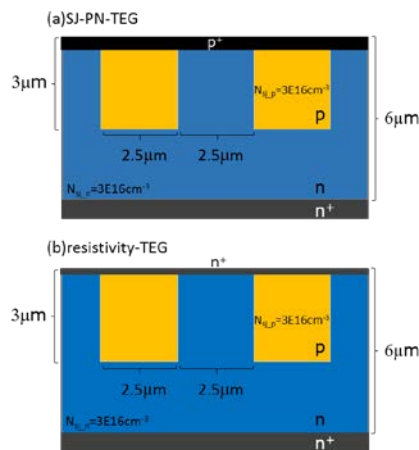 (a)SJ-PN-TEG
p⁺
3μm
N_SJ_p=3E16cm⁻³
p
6μm
2.5μm
2.5μm
N_SJ_n=3E16cm⁻³
n
n⁺
(b)resistivity-TEG
n⁺
3μm
N_SJ_p=3E16cm⁻³
p
6μm
2.5μm
2.5μm
N_SJ_n=3E16cm⁻³
n
n⁺